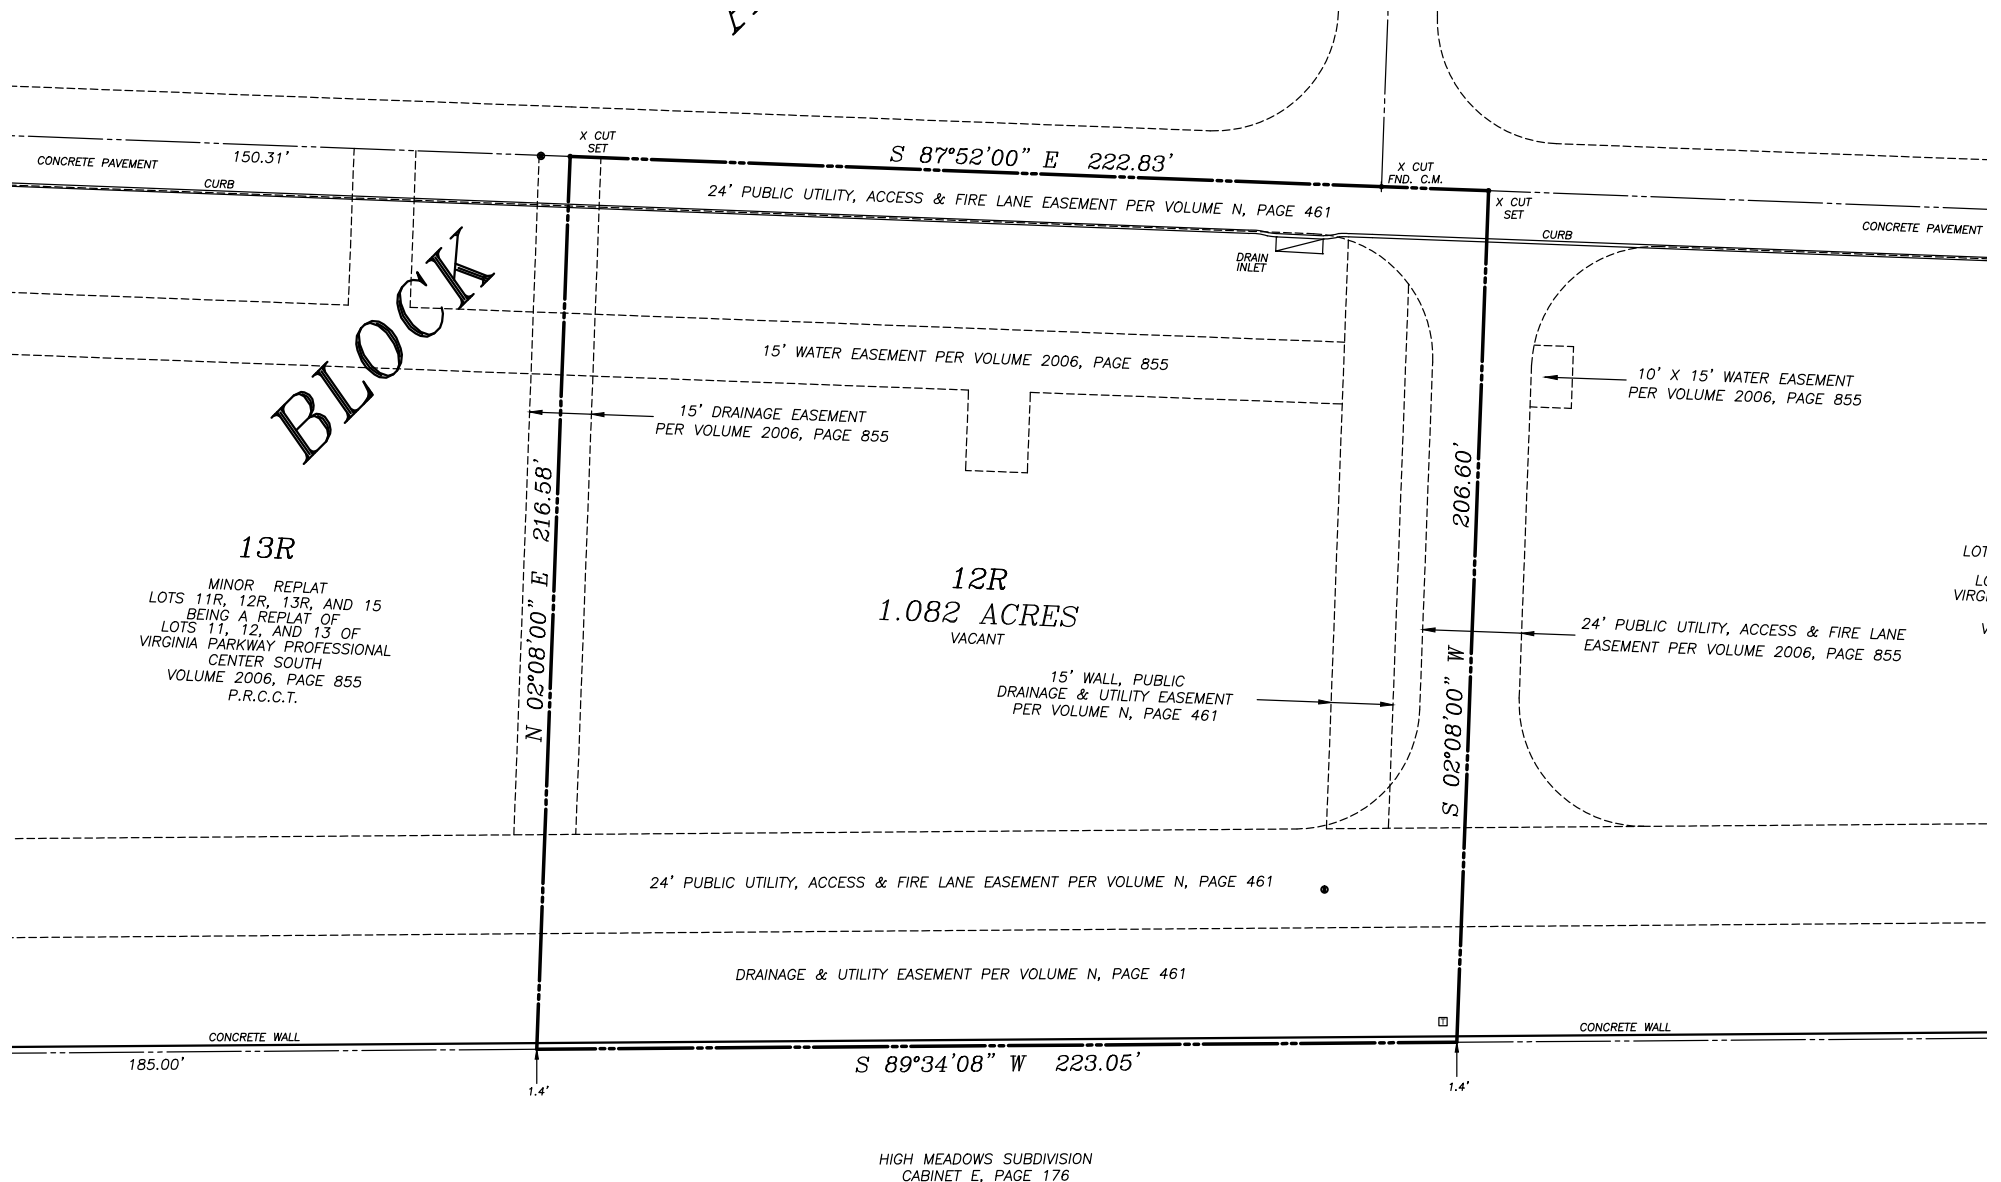 X CUT
SET
S 87°52'00" E 222.83'
X CUT
FND. C.M.
CONCRETE PAVEMENT
150.31'
CURB
24' PUBLIC UTILITY, ACCESS & FIRE LANE EASEMENT PER VOLUME N, PAGE 461
X CUT
SET
CURB
CONCRETE PAVEMENT
DRAIN
INLET
BLOCK
15' WATER EASEMENT PER VOLUME 2006, PAGE 855
10' X 15' WATER EASEMENT
PER VOLUME 2006, PAGE 855
15' DRAINAGE EASEMENT
PER VOLUME 2006, PAGE 855
N 02°08'00" E 216.58'
S 02°08'00" W 206.60'
13R
MINOR REPLAT
LOTS 11R, 12R, 13R, AND 15
BEING A REPLAT OF
LOTS 11, 12, AND 13 OF
VIRGINIA PARKWAY PROFESSIONAL
CENTER SOUTH
VOLUME 2006, PAGE 855
P.R.C.C.T.
12R
1.082 ACRES
VACANT
24' PUBLIC UTILITY, ACCESS & FIRE LANE
EASEMENT PER VOLUME 2006, PAGE 855
15' WALL, PUBLIC
DRAINAGE & UTILITY EASEMENT
PER VOLUME N, PAGE 461
24' PUBLIC UTILITY, ACCESS & FIRE LANE EASEMENT PER VOLUME N, PAGE 461
DRAINAGE & UTILITY EASEMENT PER VOLUME N, PAGE 461
T
CONCRETE WALL
CONCRETE WALL
185.00'
S 89°34'08" W 223.05'
1.4'
1.4'
HIGH MEADOWS SUBDIVISION
CABINET E, PAGE 176